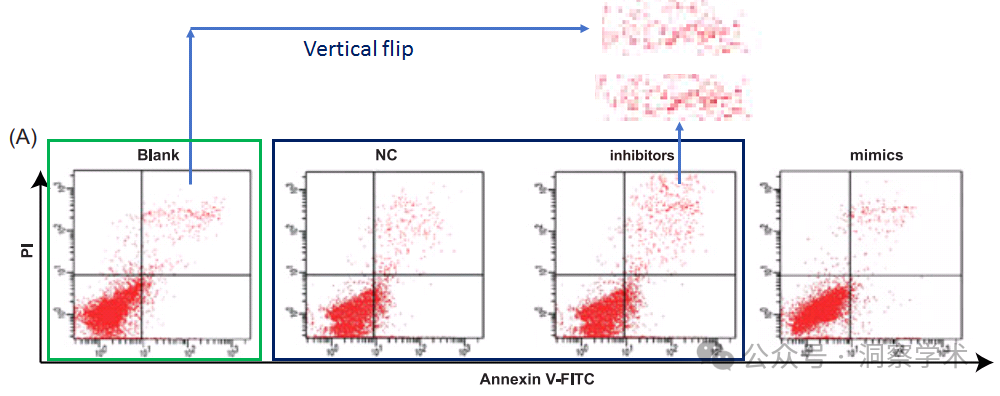 Vertical flip
(A)
Blank
NC
inhibitors
mimics
PI
Annexin V-FITC
公众号 · 洞察学术